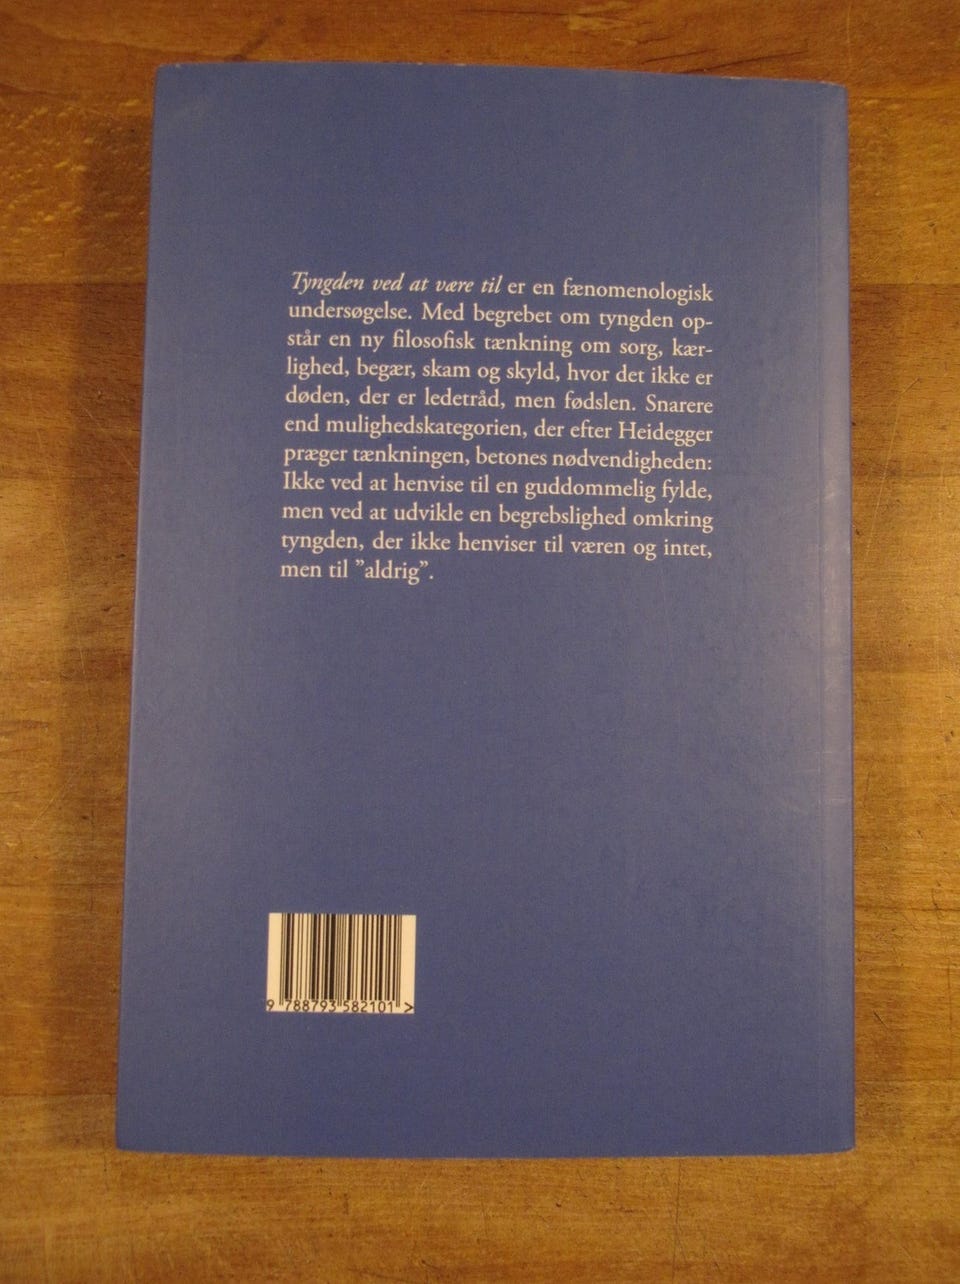 Tyngden ved at være til er en fænomenologisk
undersøgelse. Med begrebet om tyngden op-
står en ny filosofisk tænkning om sorg, kær-
lighed, begær, skam og skyld, hvor det ikke er
døden, der er ledetråd, men fødslen. Snarere
end mulighedskategorien, der efter Heidegger
præger tænkningen, betones nødvendigheden:
Ikke ved at henvise til en guddommelig fylde,
men ved at udvikle en begrebslighed omkring
tyngden, der ikke henviser til væren og intet,
men til ”aldrig”.
9 788793 582101 >